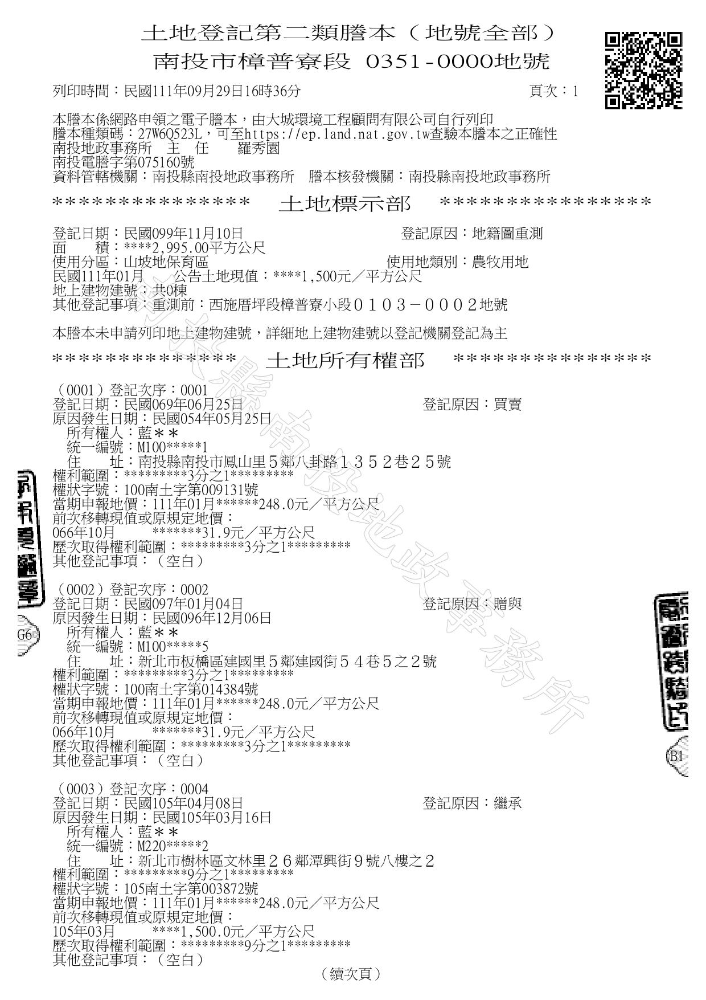 土地登記第二類謄本（地號全部）
南投市樟普寮段 0351-0000地號
列印時間：民國111年09月29日16時36分 頁次：1
本謄本係網路申領之電子謄本，由大城環境工程顧問有限公司自行列印
謄本種類碼：27W6Q523L，可至https://ep.land.nat.gov.tw查驗本謄本之正確性
南投地政事務所 主 任 羅秀園
南投電謄字第075160號
資料管轄機關：南投縣南投地政事務所 謄本核發機關：南投縣南投地政事務所
*************** 土地標示部 ****************
登記日期：民國099年11月10日 登記原因：地籍圖重測
面 積：****2,995.00平方公尺
使用分區：山坡地保育區 使用地類別：農牧用地
民國111年01月 公告土地現值：****1,500元／平方公尺
地上建物建號：共0棟
其他登記事項：重測前：西施厝坪段樟普寮小段０１０３－０００２地號
本謄本未申請列印地上建物建號，詳細地上建物建號以登記機關登記為主
************** 土地所有權部 ***************
（0001）登記次序：0001
登記日期：民國069年06月25日 登記原因：買賣
原因發生日期：民國054年05月25日
所有權人：藍＊＊
統一編號：M100*****1
住 址：南投縣南投市鳳山里５鄰八卦路１３５２巷２５號
權利範圍：*********3分之1*********
權狀字號：100南土字第009131號
當期申報地價：111年01月******248.0元／平方公尺
前次移轉現值或原規定地價：
066年10月 *******31.9元／平方公尺
歷次取得權利範圍：*********3分之1*********
其他登記事項：（空白）
（0002）登記次序：0002
登記日期：民國097年01月04日 登記原因：贈與
原因發生日期：民國096年12月06日
所有權人：藍＊＊
統一編號：M100*****5
住 址：新北市板橋區建國里５鄰建國街５４巷５之２號
權利範圍：*********3分之1*********
權狀字號：100南土字第014384號
當期申報地價：111年01月******248.0元／平方公尺
前次移轉現值或原規定地價：
066年10月 *******31.9元／平方公尺
歷次取得權利範圍：*********3分之1*********
其他登記事項：（空白）
（0003）登記次序：0004
登記日期：民國105年04月08日 登記原因：繼承
原因發生日期：民國105年03月16日
所有權人：藍＊＊
統一編號：M220*****2
住 址：新北市樹林區文林里２６鄰潭興街９號八樓之２
權利範圍：*********9分之1*********
權狀字號：105南土字第003872號
當期申報地價：111年01月******248.0元／平方公尺
前次移轉現值或原規定地價：
105年03月 ****1,500.0元／平方公尺
歷次取得權利範圍：*********9分之1*********
其他登記事項：（空白）
（續次頁）
南投縣南投地政事務所
G6
B1